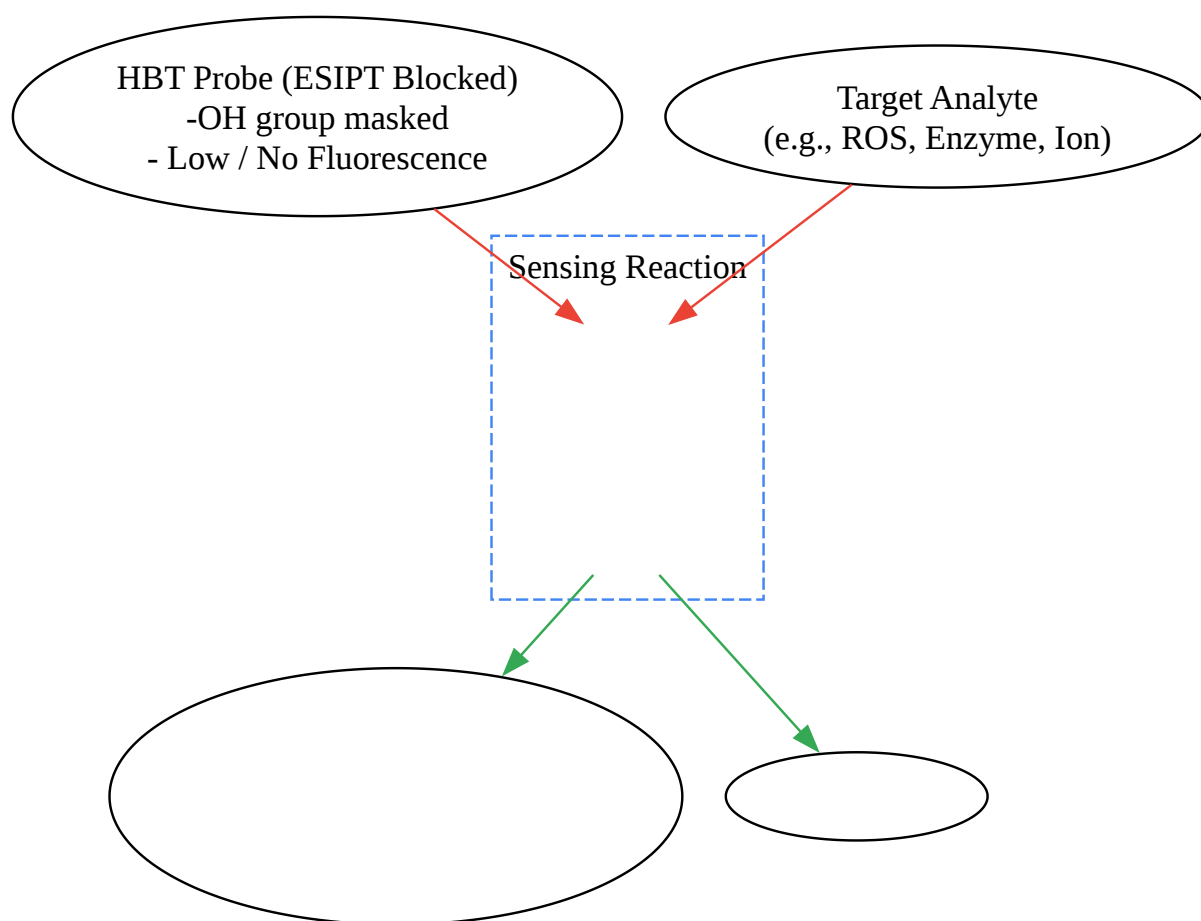 HBT Probe (ESIPT Blocked)
-OH group masked
- Low / No Fluorescence
Target Analyte
(e.g., ROS, Enzyme, Ion)
Sensing Reaction